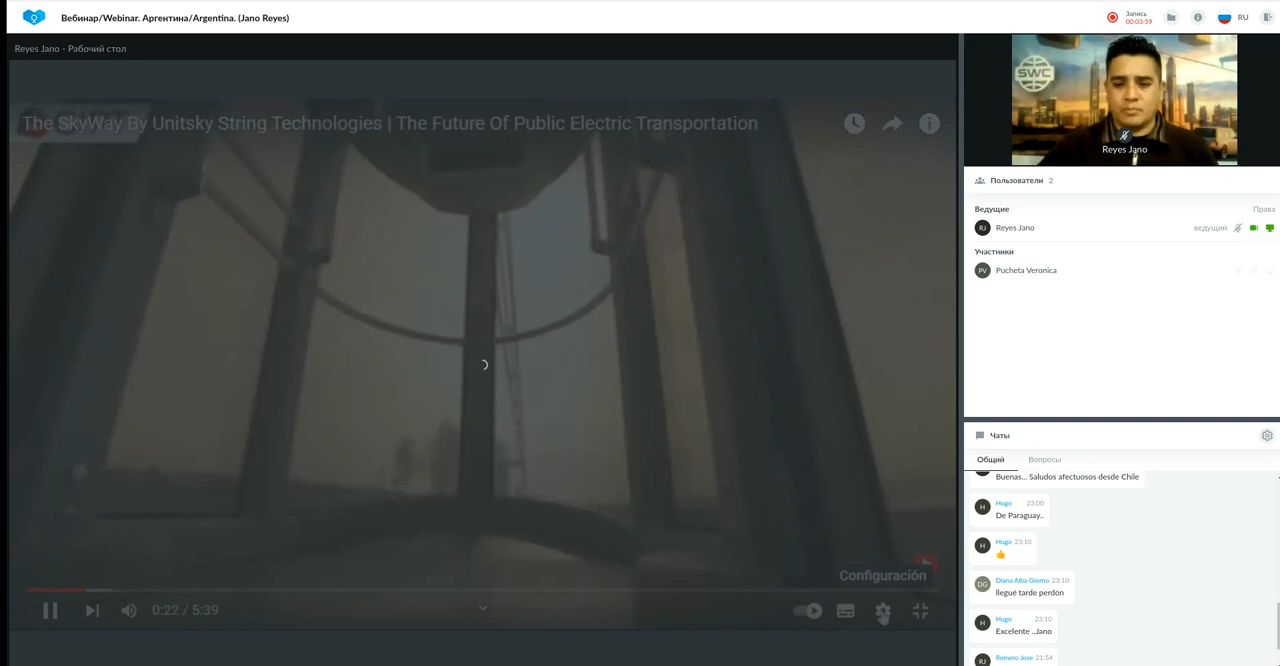 Вебинар/Webinar. Аргентина/Argentina. (Jano Reyes)
Запись
00:03:59
RU
Reyes Jano - Рабочий стол
The SkyWay By Unitsky String Technologies | The Future Of Public Electric Transportation
SWC
Reyes Jano
Пользователи 2
Ведущие Права
RJ Reyes Jano ведущий
Участники
PV Pucheta Veronica
Чаты
Общий Вопросы
Buenas... Saludos afectuosos desde Chile
H Hugo 23:00
De Paraguay..
H Hugo 23:10
👍
DG Diana Alba Giorno 23:10
llegué tarde perdón
H Hugo 23:10
Excelente ..Jano
RJ Romero Jose 21:54
Configuración
0:22 / 5:39